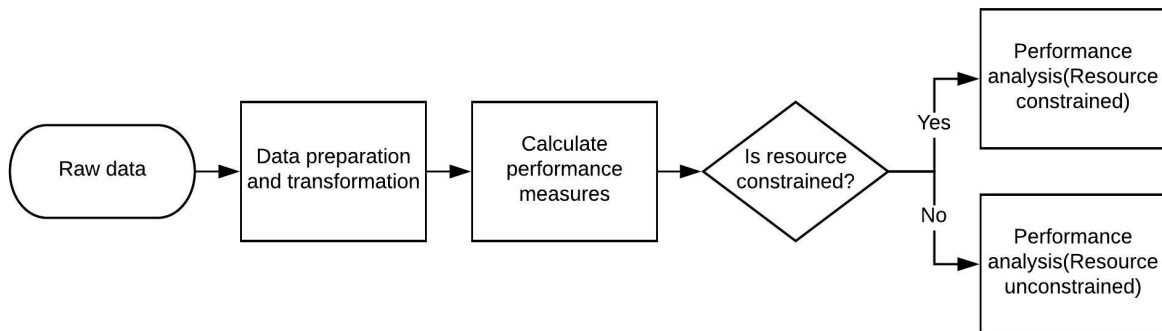 Raw data
Data preparation
and transformation
Calculate
performance
measures
Is resource
constrained?
Yes
Performance
analysis(Resource
constrained)
No
Performance
analysis(Resource
unconstrained)